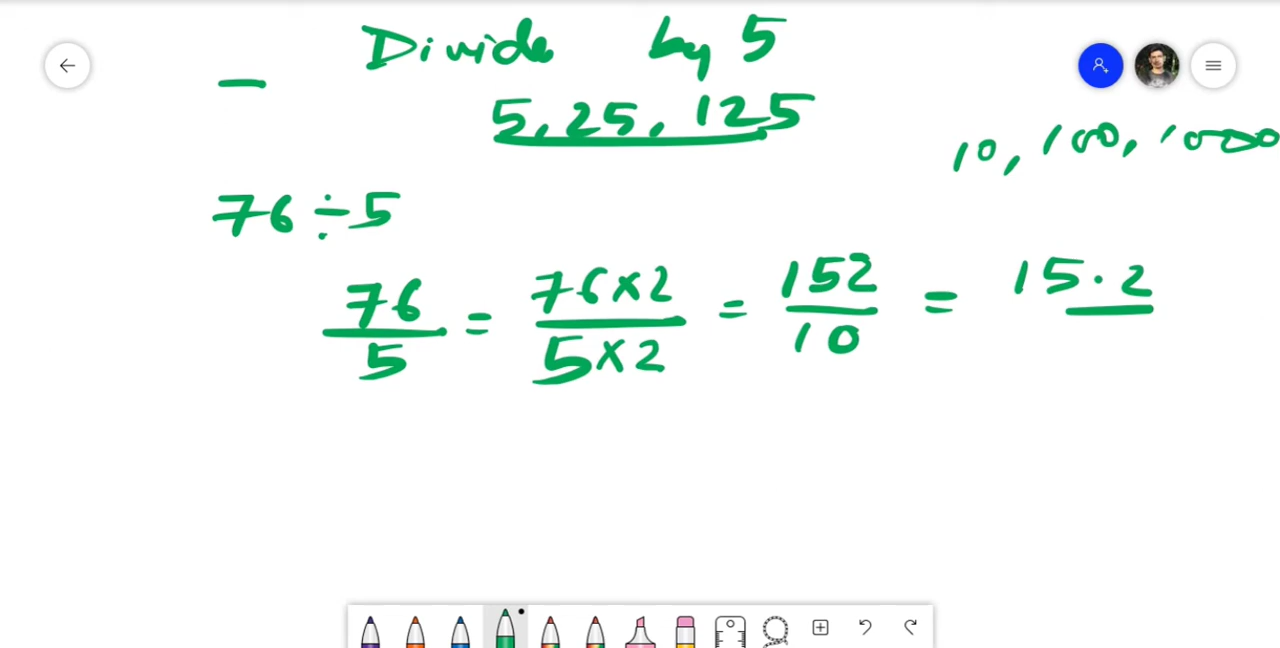 Divide by 5
5, 25, 125
10, 100, 1000
76 ÷ 5
76/5 = 76×2/5×2 = 152/10 = 15.2